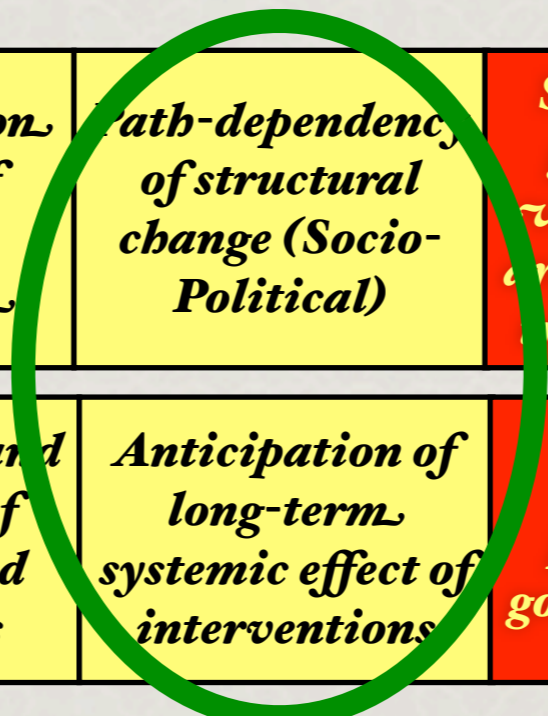 Path-dependency
of structural
change (Socio-
Political)
Anticipation of
long-term
systemic effect of
interventions